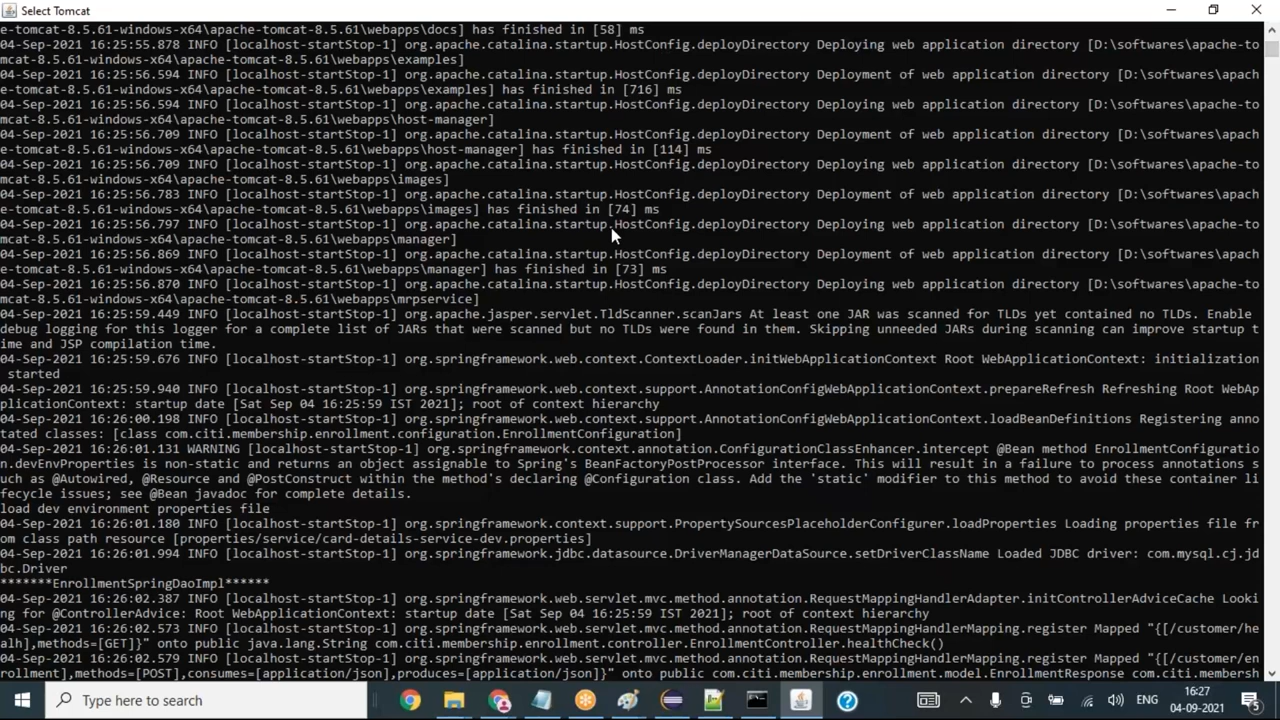 Select Tomcat
e-tomcat-8.5.61-windows-x64\apache-tomcat-8.5.61\webapps\docs] has finished in [58] ms
04-Sep-2021 16:25:55.878 INFO [localhost-startStop-1] org.apache.catalina.startup.HostConfig.deployDirectory Deploying web application directory [D:\softwares\apache-to
mcat-8.5.61-windows-x64\apache-tomcat-8.5.61\webapps\examples]
04-Sep-2021 16:25:56.594 INFO [localhost-startStop-1] org.apache.catalina.startup.HostConfig.deployDirectory Deployment of web application directory [D:\softwares\apach
e-tomcat-8.5.61-windows-x64\apache-tomcat-8.5.61\webapps\examples] has finished in [716] ms
04-Sep-2021 16:25:56.594 INFO [localhost-startStop-1] org.apache.catalina.startup.HostConfig.deployDirectory Deploying web application directory [D:\softwares\apache-to
mcat-8.5.61-windows-x64\apache-tomcat-8.5.61\webapps\host-manager]
04-Sep-2021 16:25:56.709 INFO [localhost-startStop-1] org.apache.catalina.startup.HostConfig.deployDirectory Deployment of web application directory [D:\softwares\apach
e-tomcat-8.5.61-windows-x64\apache-tomcat-8.5.61\webapps\host-manager] has finished in [114] ms
04-Sep-2021 16:25:56.709 INFO [localhost-startStop-1] org.apache.catalina.startup.HostConfig.deployDirectory Deploying web application directory [D:\softwares\apache-to
mcat-8.5.61-windows-x64\apache-tomcat-8.5.61\webapps\images]
04-Sep-2021 16:25:56.783 INFO [localhost-startStop-1] org.apache.catalina.startup.HostConfig.deployDirectory Deployment of web application directory [D:\softwares\apach
e-tomcat-8.5.61-windows-x64\apache-tomcat-8.5.61\webapps\images] has finished in [74] ms
04-Sep-2021 16:25:56.797 INFO [localhost-startStop-1] org.apache.catalina.startup.HostConfig.deployDirectory Deploying web application directory [D:\softwares\apache-to
mcat-8.5.61-windows-x64\apache-tomcat-8.5.61\webapps\manager]
04-Sep-2021 16:25:56.869 INFO [localhost-startStop-1] org.apache.catalina.startup.HostConfig.deployDirectory Deployment of web application directory [D:\softwares\apach
e-tomcat-8.5.61-windows-x64\apache-tomcat-8.5.61\webapps\manager] has finished in [73] ms
04-Sep-2021 16:25:56.870 INFO [localhost-startStop-1] org.apache.catalina.startup.HostConfig.deployDirectory Deploying web application directory [D:\softwares\apache-to
mcat-8.5.61-windows-x64\apache-tomcat-8.5.61\webapps\mrpservice]
04-Sep-2021 16:25:59.449 INFO [localhost-startStop-1] org.apache.jasper.servlet.TldScanner.scanJars At least one JAR was scanned for TLDs yet contained no TLDs. Enable
debug logging for this logger for a complete list of JARs that were scanned but no TLDs were found in them. Skipping unneeded JARs during scanning can improve startup t
ime and JSP compilation time.
04-Sep-2021 16:25:59.676 INFO [localhost-startStop-1] org.springframework.web.context.ContextLoader.initWebApplicationContext Root WebApplicationContext: initialization
started
04-Sep-2021 16:25:59.940 INFO [localhost-startStop-1] org.springframework.web.context.support.AnnotationConfigWebApplicationContext.prepareRefresh Refreshing Root WebAp
plicationContext: startup date [Sat Sep 04 16:25:59 IST 2021]; root of context hierarchy
04-Sep-2021 16:26:00.198 INFO [localhost-startStop-1] org.springframework.web.context.support.AnnotationConfigWebApplicationContext.loadBeanDefinitions Registering anno
tated classes: [class com.citi.membership.enrollment.configuration.EnrollmentConfiguration]
04-Sep-2021 16:26:01.131 WARNING [localhost-startStop-1] org.springframework.context.annotation.ConfigurationClassEnhancer.intercept @Bean method EnrollmentConfiguratio
n.devEnvProperties is non-static and returns an object assignable to Spring's BeanFactoryPostProcessor interface. This will result in a failure to process annotations s
uch as @Autowired, @Resource and @PostConstruct within the method's declaring @Configuration class. Add the 'static' modifier to this method to avoid these container li
fecycle issues; see @Bean javadoc for complete details.
load dev environment properties file
04-Sep-2021 16:26:01.180 INFO [localhost-startStop-1] org.springframework.context.support.PropertySourcesPlaceholderConfigurer.loadProperties Loading properties file fr
om class path resource [properties/service/card-details-service-dev.properties]
04-Sep-2021 16:26:01.994 INFO [localhost-startStop-1] org.springframework.jdbc.datasource.DriverManagerDataSource.setDriverClassName Loaded JDBC driver: com.mysql.cj.jd
bc.Driver
*******EnrollmentSpringDaoImpl******
04-Sep-2021 16:26:02.387 INFO [localhost-startStop-1] org.springframework.web.servlet.mvc.method.annotation.RequestMappingHandlerAdapter.initControllerAdviceCache Looki
ng for @ControllerAdvice: Root WebApplicationContext: startup date [Sat Sep 04 16:25:59 IST 2021]; root of context hierarchy
04-Sep-2021 16:26:02.573 INFO [localhost-startStop-1] org.springframework.web.servlet.mvc.method.annotation.RequestMappingHandlerMapping.register Mapped "{[/customer/he
alh],methods=[GET]}" onto public java.lang.String com.citi.membership.enrollment.controller.EnrollmentController.healthCheck()
04-Sep-2021 16:26:02.579 INFO [localhost-startStop-1] org.springframework.web.servlet.mvc.method.annotation.RequestMappingHandlerMapping.register Mapped "{[/customer/en
rollment],methods=[POST],consumes=[application/json],produces=[application/json]}" onto public com.citi.membership.enrollment.model.EnrollmentResponse com.citi.membersh
Type here to search
ENG
16:27
04-09-2021
5